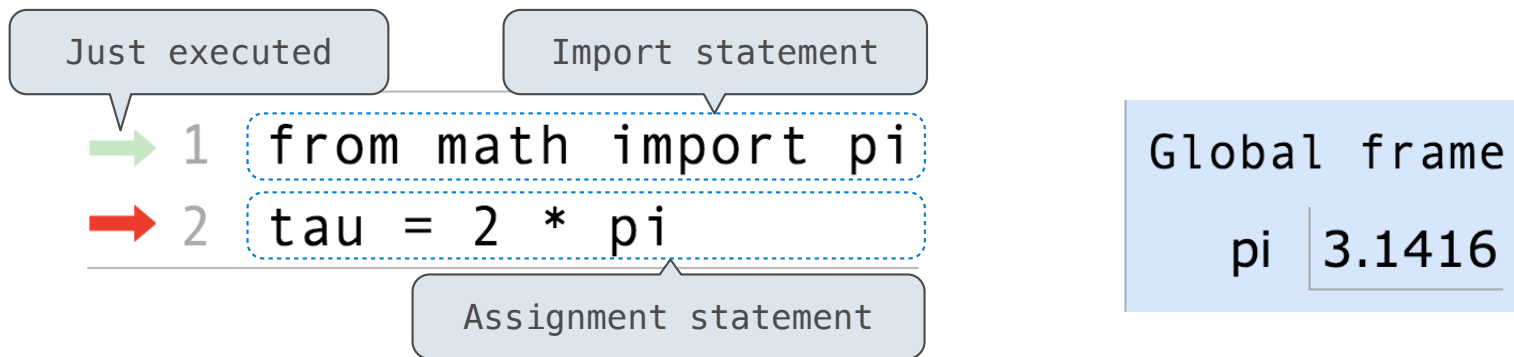 Just executed
Import statement
1 from math import pi
2 tau = 2 * pi
Assignment statement
Global frame
pi 3.1416